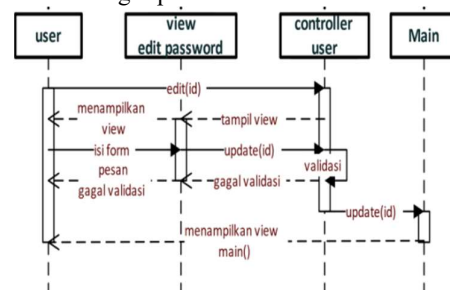 user
view
edit password
controller
user
Main
edit(id)
menampilkan
view
tampil view
isi form
update(id)
validasi
pesan
gagal validasi
gagal validasi
update(id)
menampilkan view
main()